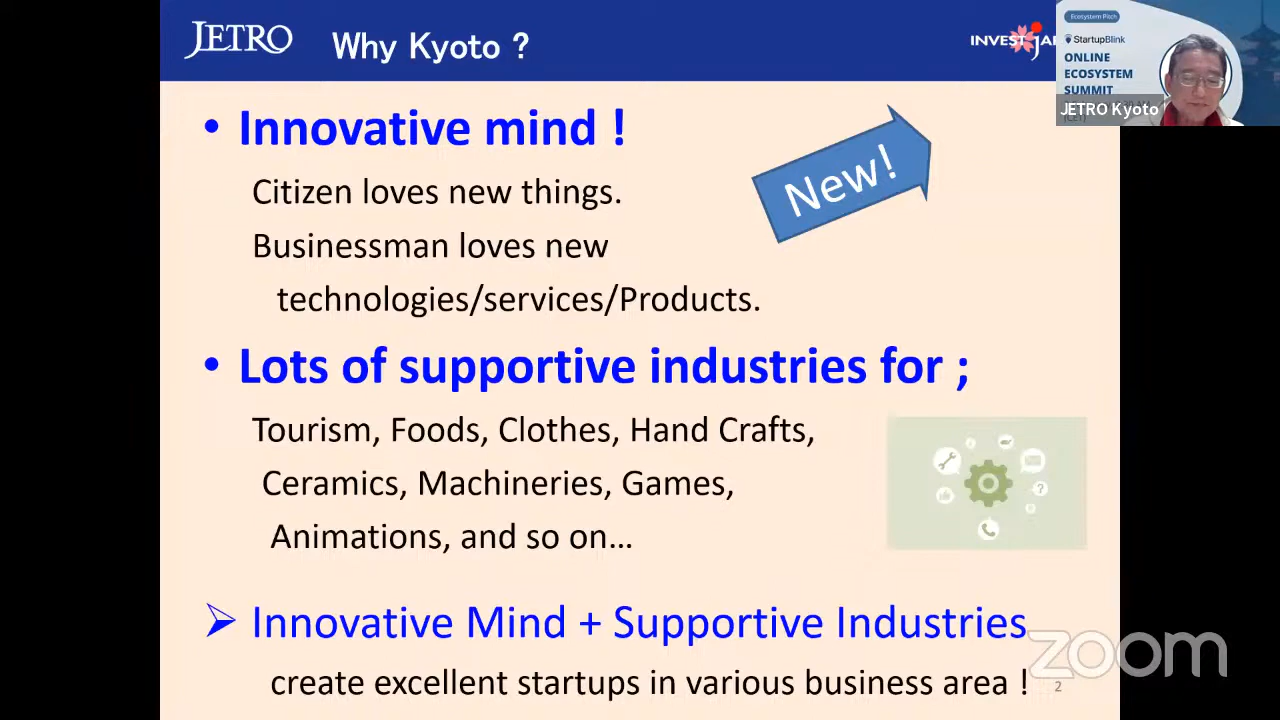 JETRO
Why Kyoto ?
INVEST JA
Ecosystem Pitch
StartupBlink
ONLINE
ECOSYSTEM
SUMMIT
JETRO Kyoto
• Innovative mind !
New!
Citizen loves new things.
Businessman loves new
technologies/services/Products.
• Lots of supportive industries for ;
Tourism, Foods, Clothes, Hand Crafts,
Ceramics, Machineries, Games,
Animations, and so on…
?
➢ Innovative Mind + Supportive Industries
create excellent startups in various business area !
2
zoom